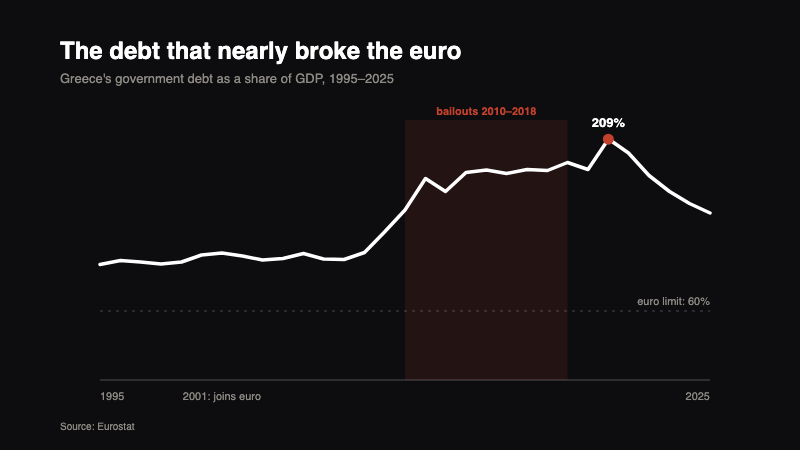 The debt that nearly broke the euro
Greece's government debt as a share of GDP, 1995–2025
bailouts 2010–2018
209%
euro limit: 60%
1995
2001: joins euro
2025
Source: Eurostat